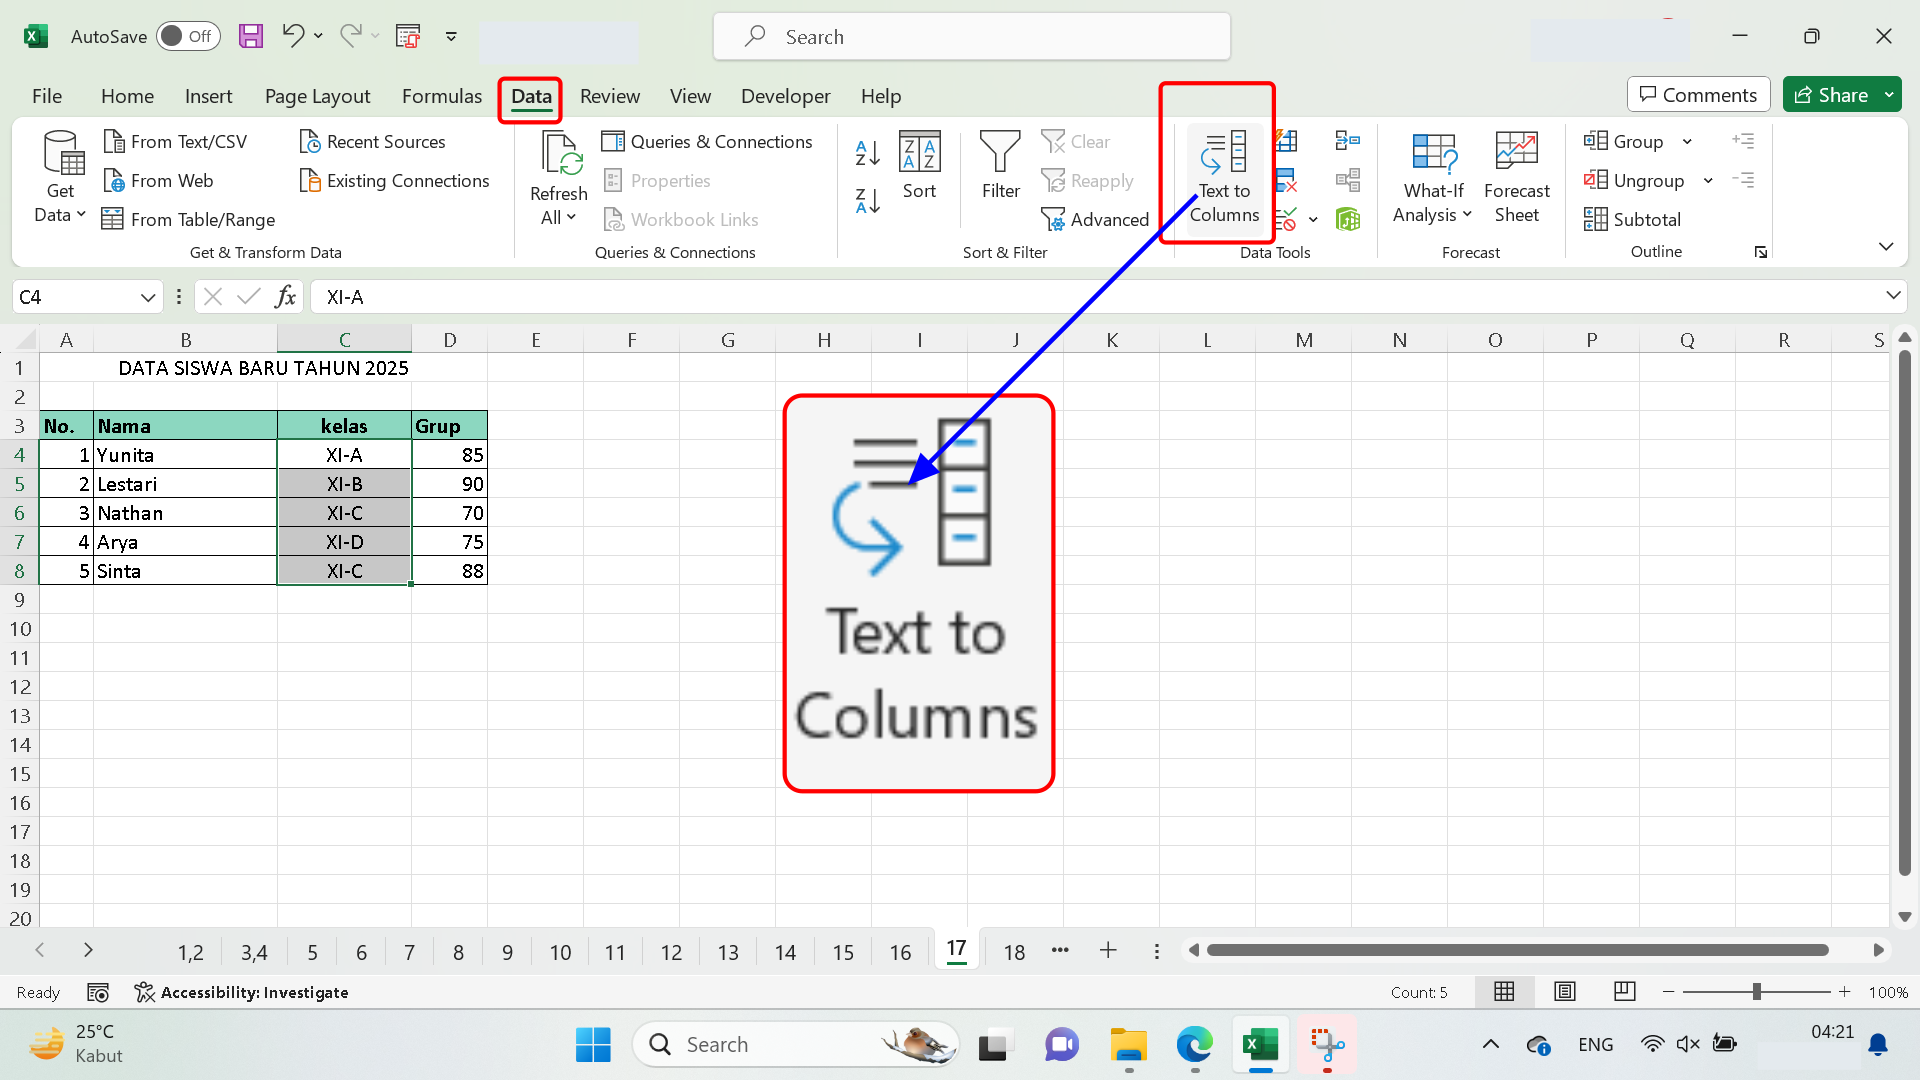 AutoSave Off
Search
File Home Insert Page Layout Formulas Data Review View Developer Help
Comments Share
Get Data
From Text/CSV
From Web
From Table/Range
Recent Sources
Existing Connections
Get & Transform Data
Refresh All
Queries & Connections
Properties
Workbook Links
Queries & Connections
Sort
Filter
Clear
Reapply
Advanced
Sort & Filter
Text to
Columns
Data Tools
What-If
Analysis
Forecast
Sheet
Forecast
Group
Ungroup
Subtotal
Outline
C4 fx XI-A
A B C D E F G H I J K L M N O P Q R S
1 DATA SISWA BARU TAHUN 2025
2
3 No. Nama kelas Grup
4 1 Yunita XI-A 85
5 2 Lestari XI-B 90
6 3 Nathan XI-C 70
7 4 Arya XI-D 75
8 5 Sinta XI-C 88
9
10
11
12
13
14
15
16
17
18
19
20
Text to
Columns
1,2 3,4 5 6 7 8 9 10 11 12 13 14 15 16 17 18
Ready Accessibility: Investigate Count: 5 100%
25°C
Kabut
Search
ENG
04:21